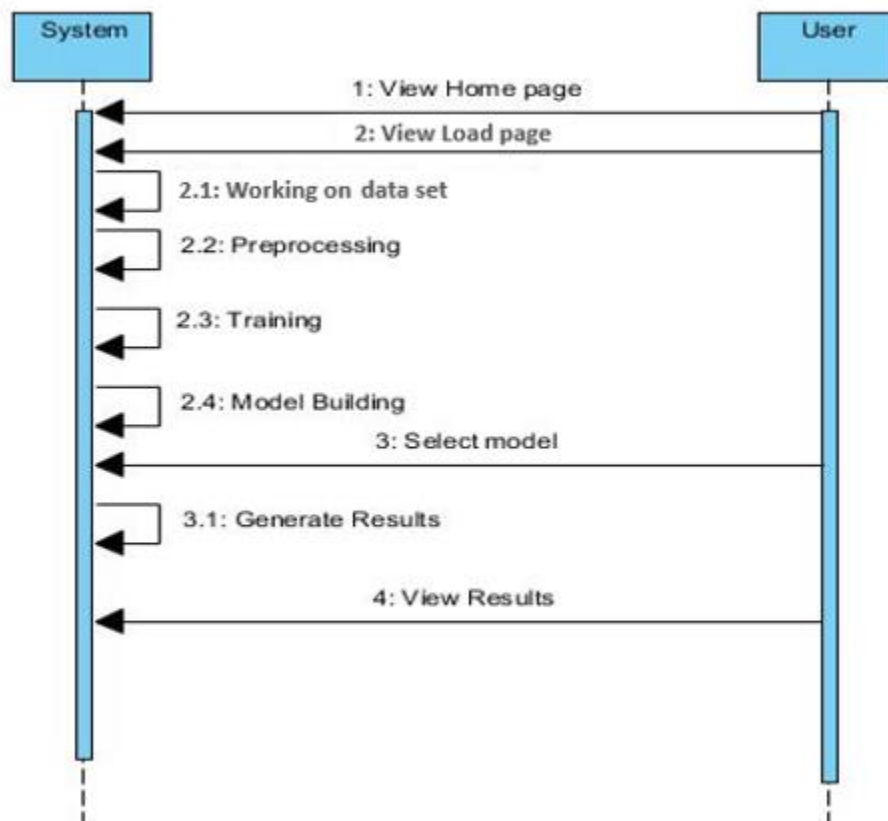 System
User
1: View Home page
2: View Load page
2.1: Working on data set
2.2: Preprocessing
2.3: Training
2.4: Model Building
3: Select model
3.1: Generate Results
4: View Results